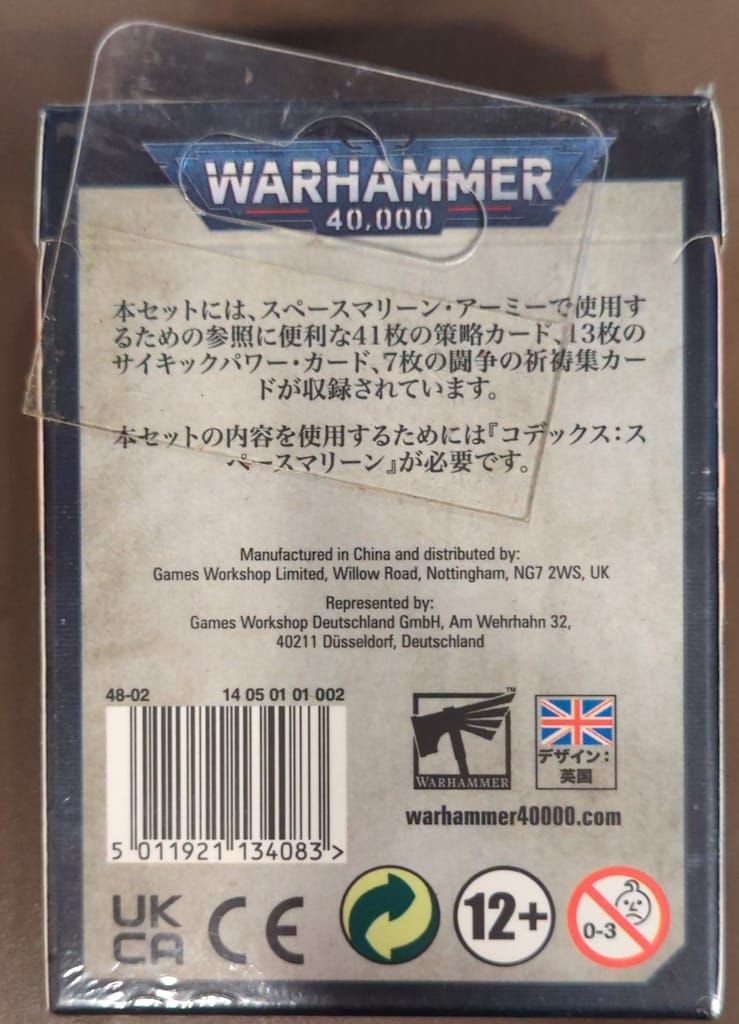 WARHAMMER
40,000
本セットには、スペースマリーン・アーミーで使用す
るための参照に便利な41枚の策略カード、13枚の
サイキックパワー・カード、7枚の闘争の祈祷集カー
ドが収録されています。
本セットの内容を使用するためには『コデックス：ス
ペースマリーン』が必要です。
Manufactured in China and distributed by:
Games Workshop Limited, Willow Road, Nottingham, NG7 2WS, UK
Represented by:
Games Workshop Deutschland GmbH, Am Wehrhahn 32,
40211 Düsseldorf, Deutschland
48-02 14 05 01 01 002
5 011921 134083 >
TM
WARHAMMER
デザイン：
英国
warhammer40000.com
UK
CA
CE
12+
0-3